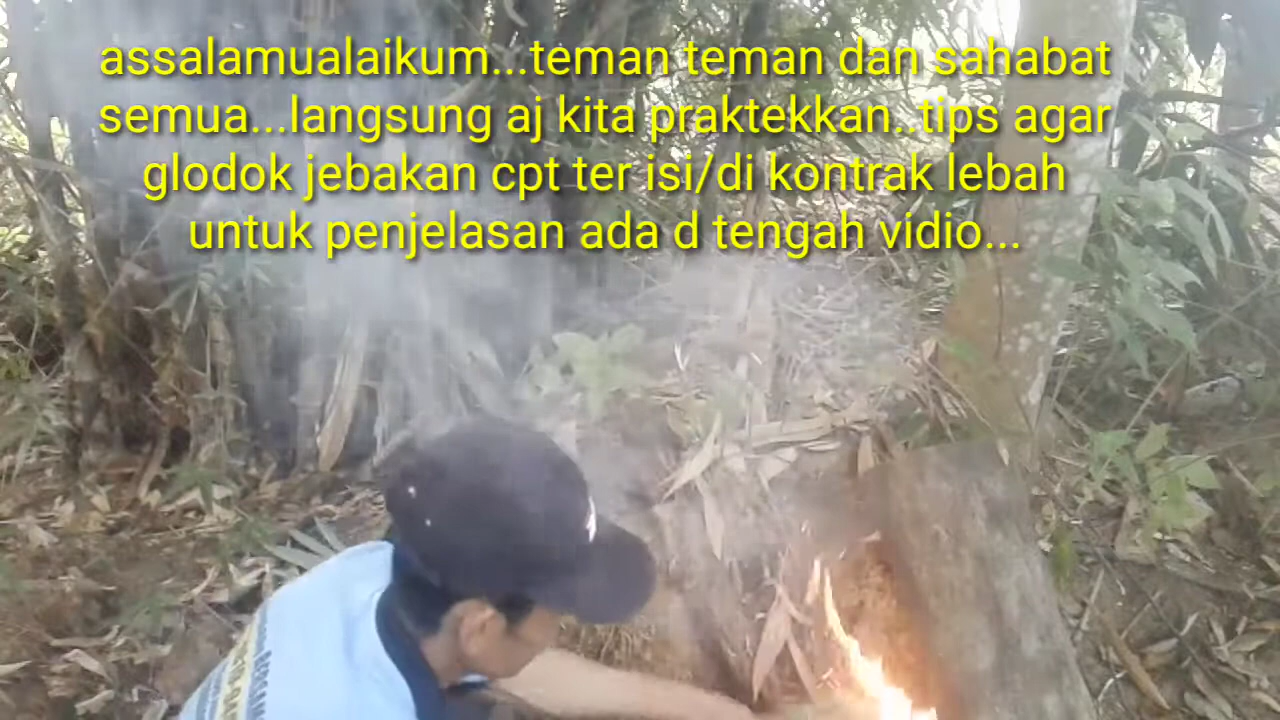 assalamualaikum...teman teman dan sahabat
semua...langsung aj kita praktekkan..tips agar
glodok jebakan cpt ter isi/di kontrak lebah
untuk penjelasan ada d tengah vidio...